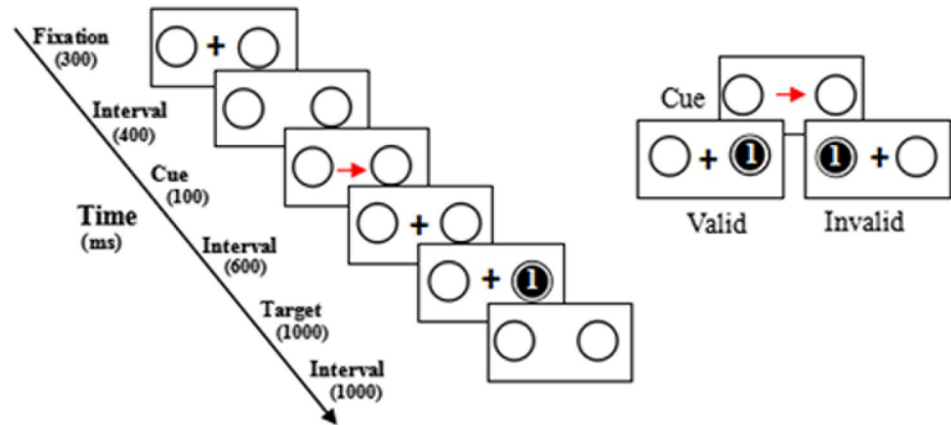 Fixation
(300)
Interval
(400)
Cue
(100)
Time
(ms)
Interval
(600)
Target
(1000)
Interval
(1000)
+
+
+
1
Cue
+ 1
1 +
Valid
Invalid